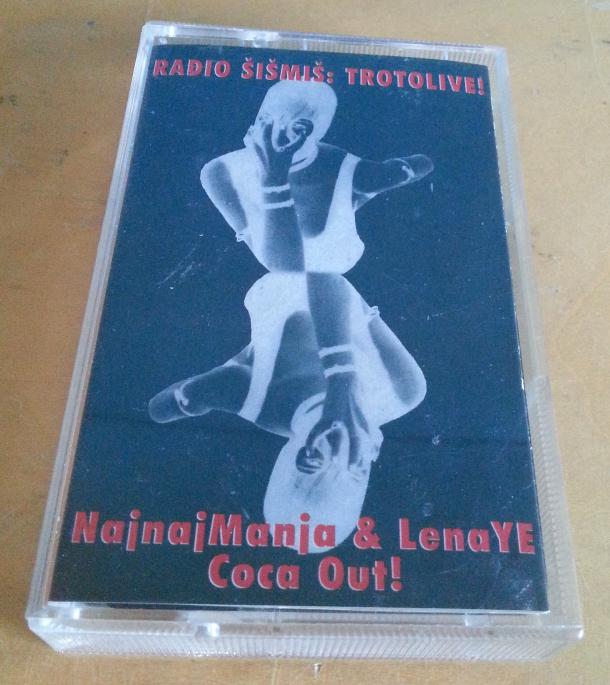 RADIO ŠIŠMIŠ: TROTOLIVE!
NajnajManja & LenaYE
Coca Out!